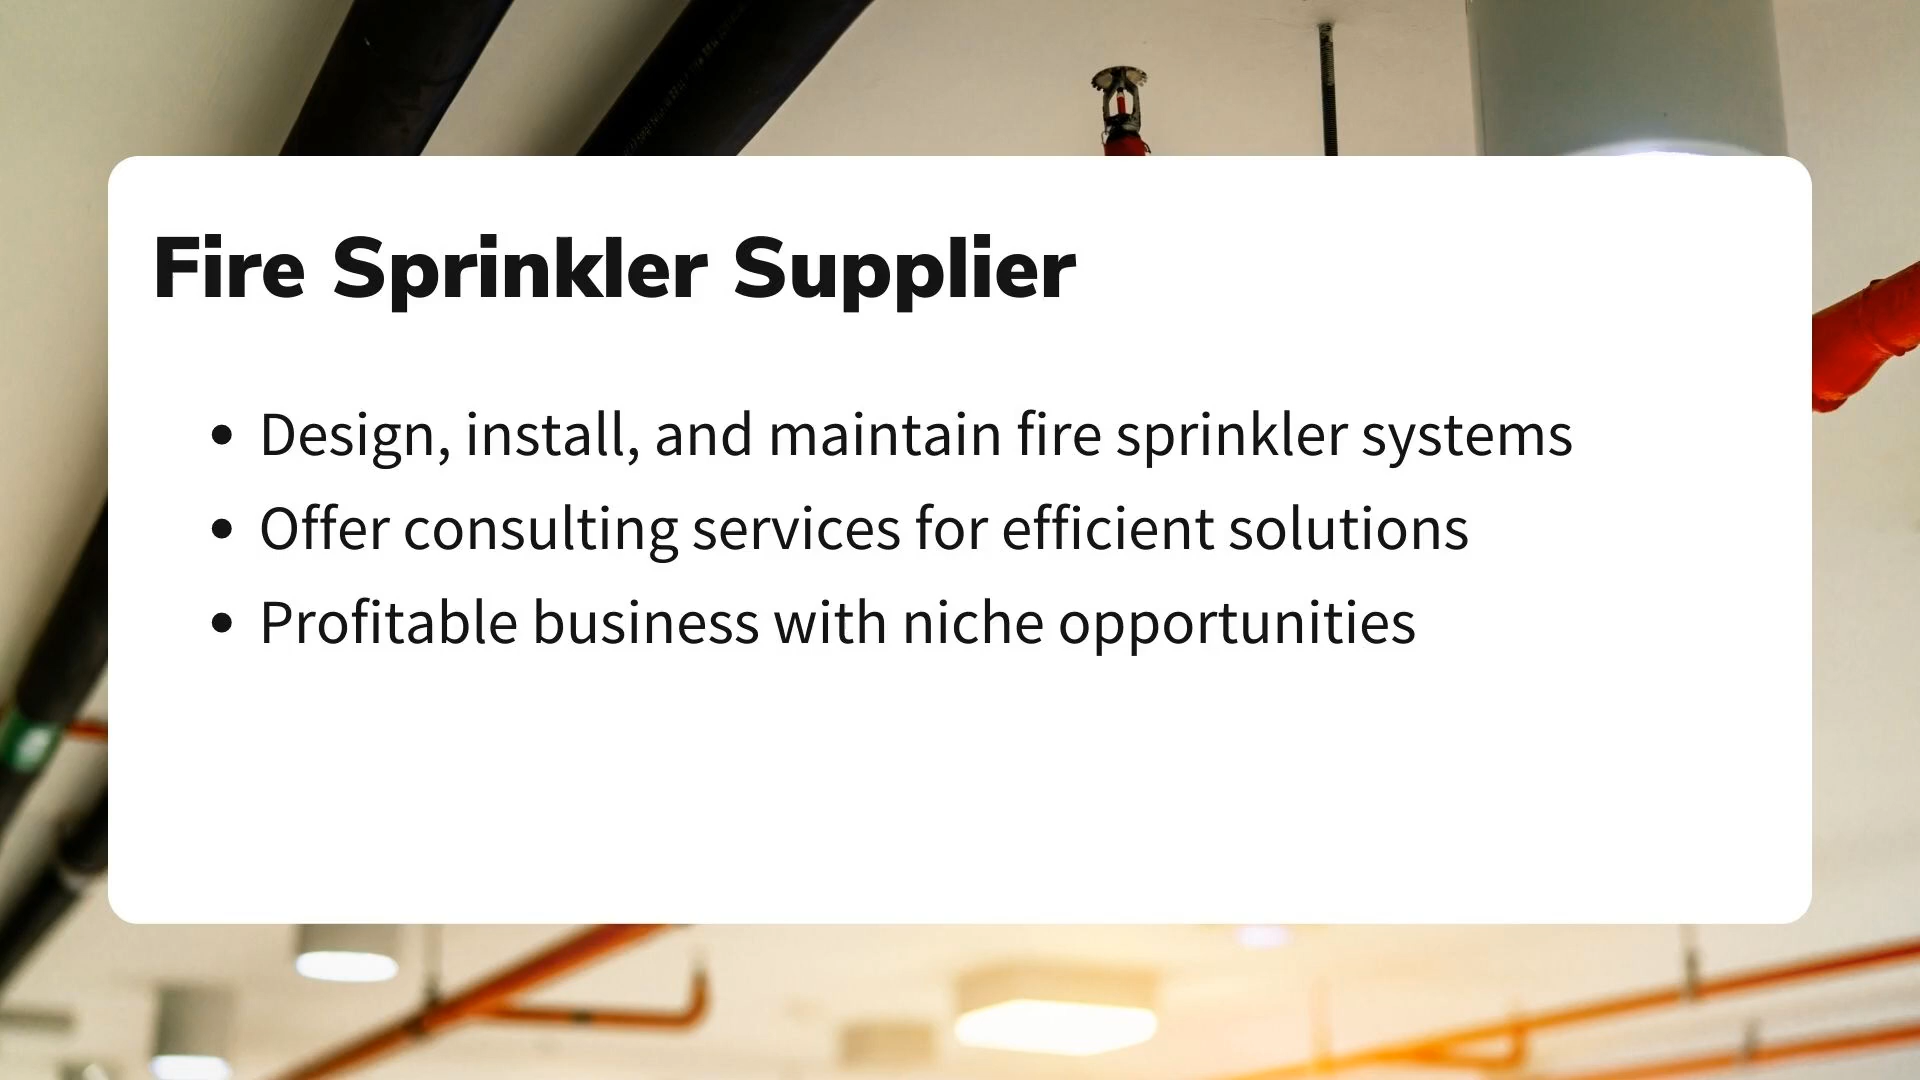 Fire Sprinkler Supplier
• Design, install, and maintain fire sprinkler systems
• Offer consulting services for efficient solutions
• Profitable business with niche opportunities